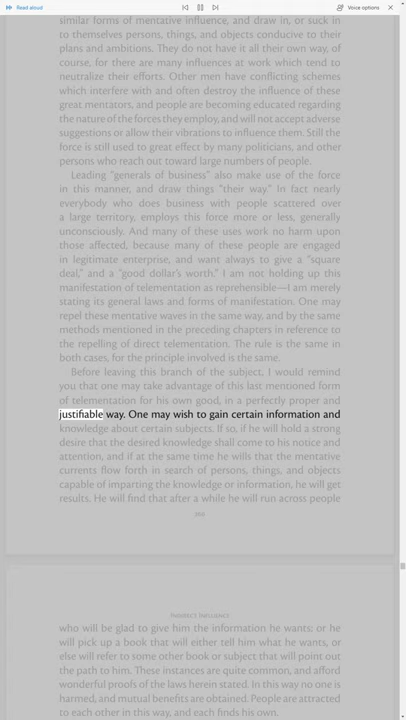 Read aloud
Voice options
similar forms of mentative influence, and draw in, or suck in
to themselves persons, things, and objects conducive to their
plans and ambitions. They do not have it all their own way, of
course, for there are many influences at work which tend to
neutralize their efforts. Other men have conflicting schemes
which interfere with and often destroy the influence of these
great mentators, and people are becoming educated regarding
the nature of the forces they employ, and will not accept adverse
suggestions or allow their vibrations to influence them. Still the
force is still used to great effect by many politicians, and other
persons who reach out toward large numbers of people.
Leading "generals of business" also make use of the force
in this manner, and draw things "their way." In fact nearly
everybody who does business with people scattered over
a large territory, employs this force more or less, generally
unconsciously. And many of these uses work no harm upon
those affected, because many of these people are engaged
in legitimate enterprise, and want always to give a "square
deal," and a "good dollar's worth." I am not holding up this
manifestation of telementation as reprehensible—I am merely
stating its general laws and forms of manifestation. One may
repel these mentative waves in the same way, and by the same
methods mentioned in the preceding chapters in reference to
the repelling of direct telementation. The rule is the same in
both cases, for the principle involved is the same.
Before leaving this branch of the subject, I would remind
you that one may take advantage of this last mentioned form
of telementation for his own good, in a perfectly proper and
justifiable way. One may wish to gain certain information and
knowledge about certain subjects. If so, if he will hold a strong
desire that the desired knowledge shall come to his notice and
attention, and if at the same time he wills that the mentative
currents flow forth in search of persons, things, and objects
capable of imparting the knowledge or information, he will get
results. He will find that after a while he will run across people
Indirect Influence
who will be glad to give him the information he wants; or he
will pick up a book that will either tell him what he wants, or
else will refer to some other book or subject that will point out
the path to him. These instances are quite common, and afford
wonderful proofs of the laws herein stated. In this way no one is
harmed, and mutual benefits are obtained. People are attracted
to each other in this way, and each finds his own.